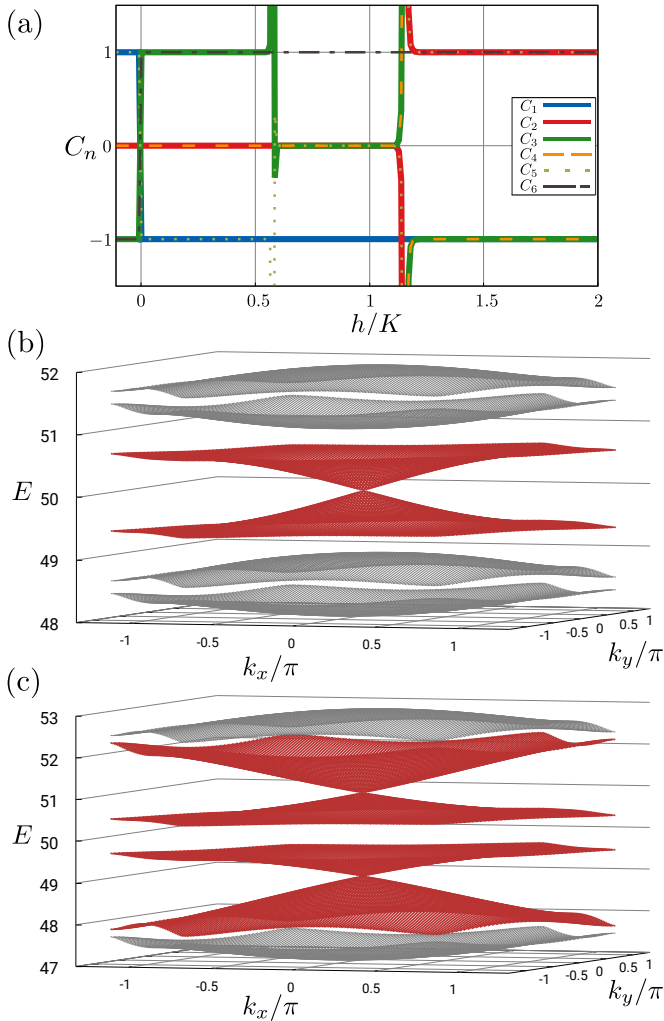 (a)
1
C_n 0
−1
C_1
C_2
C_3
C_4
C_5
C_6
0 0.5 1 1.5 2
h/K
(b)
52
51
E 50
49
48
-1 -0.5 0 0.5 1
k_x/π
-1 -0.5 0 0.5 1
k_y/π
(c)
53
52
51
E 50
49
48
47
-1 -0.5 0 0.5 1
k_x/π
-1 -0.5 0 0.5 1
k_y/π